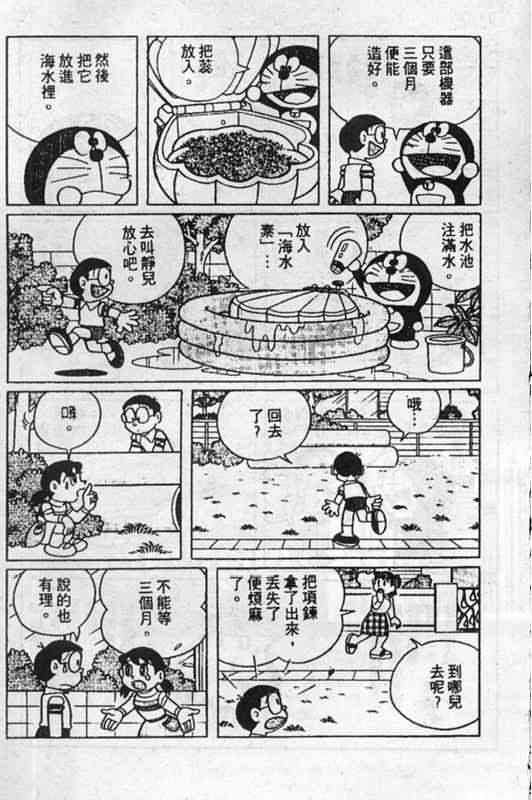 這部機器
只要
三個月
便能
造好。
把蕊
放入。
然後
把它
放進
海水裡。
把水池
注滿水。
放入
「海水
素」…
去叫靜兒
放心吧。
哦…
回去
了？
哦。
到哪兒
去呢？
把項鍊
拿了出來，
丟失了
便煩麻
了。
不能等
三個月。
說的也
有理。